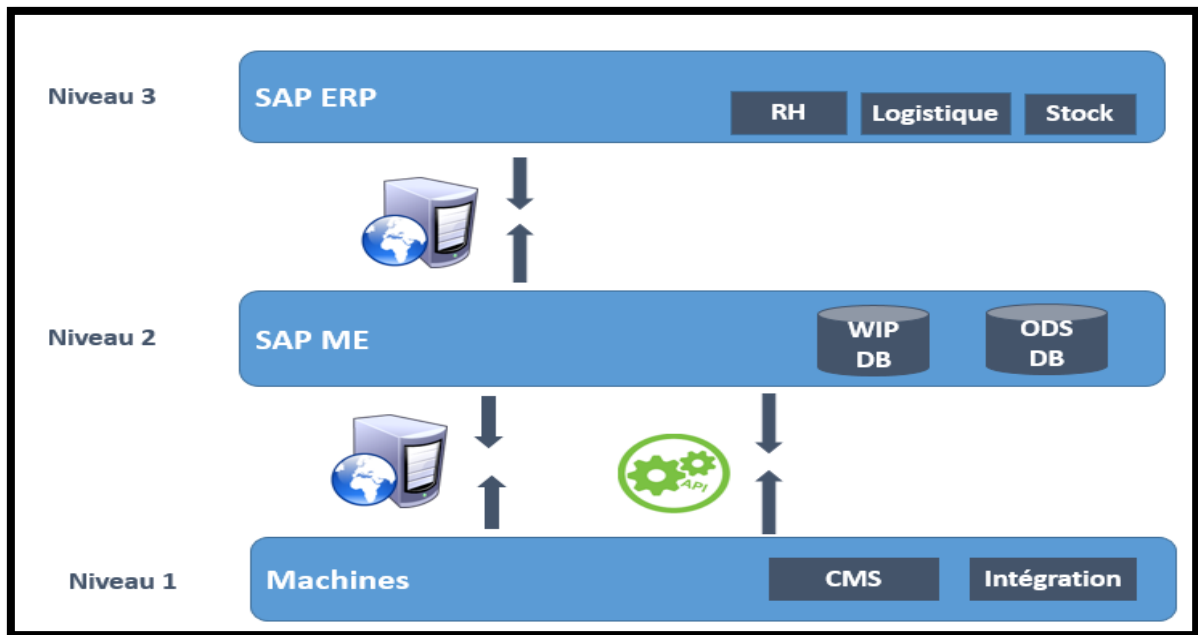 Niveau 3
SAP ERP
RH
Logistique
Stock
Niveau 2
SAP ME
WIP
DB
ODS
DB
API
Niveau 1
Machines
CMS
Intégration